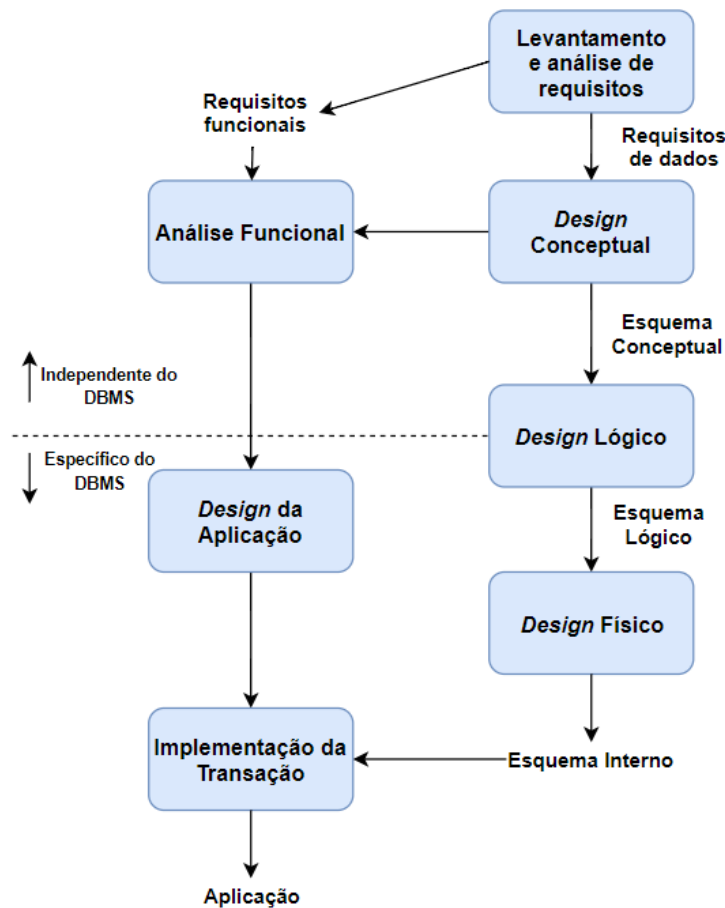 Levantamento
e análise de
requisitos
Requisitos
funcionais
Requisitos
de dados
Análise Funcional
Design
Conceptual
Esquema
Conceptual
Independente do
DBMS
Design Lógico
Específico do
DBMS
Design da
Aplicação
Esquema
Lógico
Design Físico
Implementação da
Transação
Esquema Interno
Aplicação